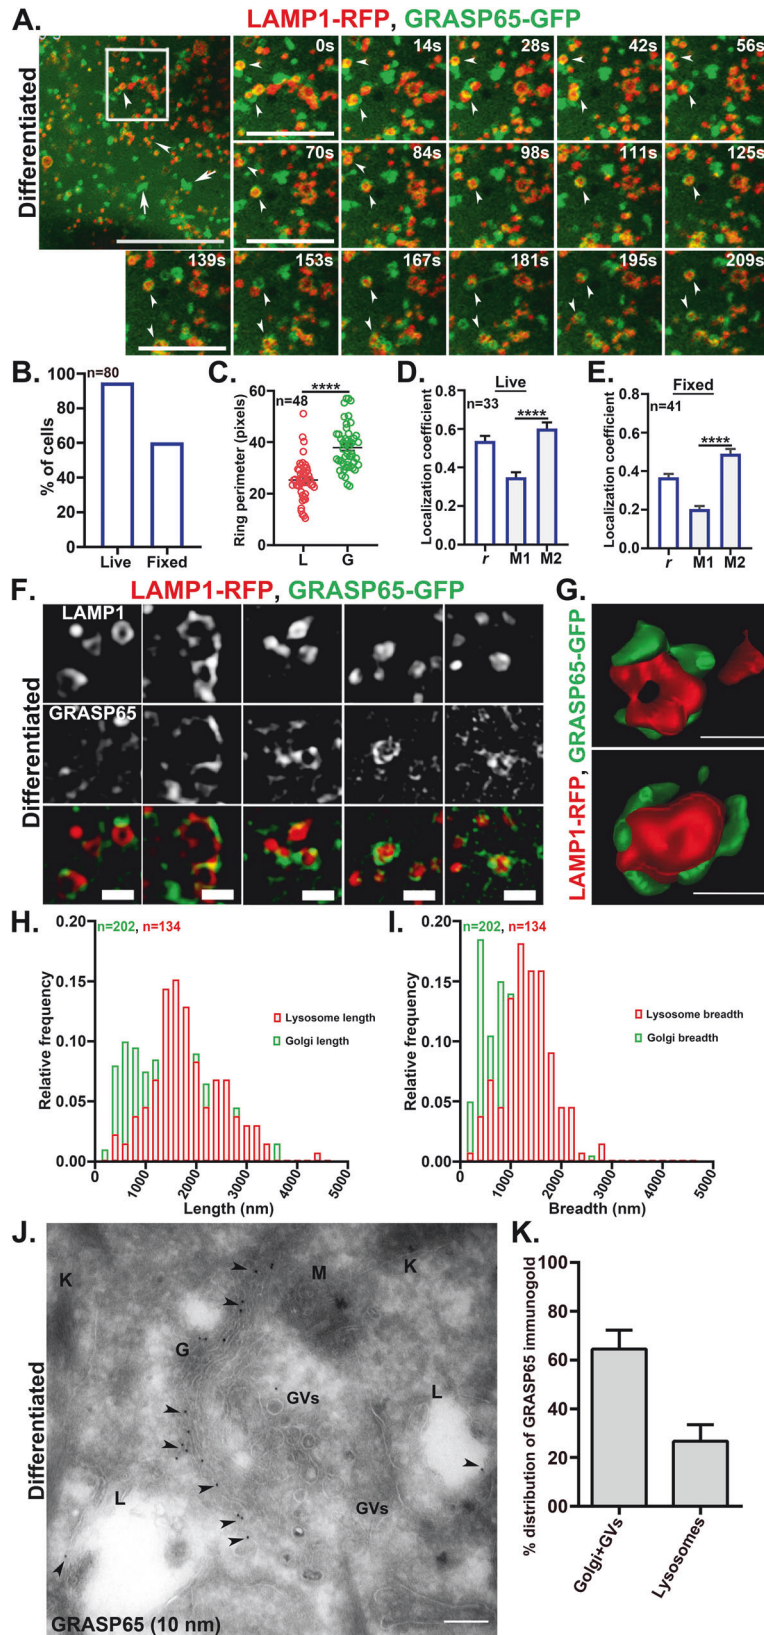 A.
LAMP1-RFP, GRASP65-GFP
Differentiated
0s 14s 28s 42s 56s
70s 84s 98s 111s 125s
139s 153s 167s 181s 195s 209s
B.
n=80
% of cells
100
80
60
40
20
0
Live Fixed
C.
n=48
****
Ring perimeter (pixels)
60
40
20
0
L G
D.
Live
n=33
****
Localization coefficient
0.8
0.6
0.4
0.2
0.0
r M1 M2
E.
Fixed
n=41
****
Localization coefficient
0.8
0.6
0.4
0.2
0.0
r M1 M2
F.
LAMP1-RFP, GRASP65-GFP
Differentiated
LAMP1
GRASP65
G.
LAMP1-RFP, GRASP65-GFP
H.
n=202, n=134
Relative frequency
0.20
0.15
0.10
0.05
0.00
Lysosome length
Golgi length
0 1000 2000 3000 4000 5000
Length (nm)
I.
n=202, n=134
Relative frequency
0.20
0.15
0.10
0.05
0.00
Lysosome breadth
Golgi breadth
0 1000 2000 3000 4000 5000
Breadth (nm)
J.
Differentiated
K
M
K
G
GVs
L
L
GVs
GRASP65 (10 nm)
K.
% distribution of GRASP65 immunogold
100
80
60
40
20
00
Golgi+GVs Lysosomes